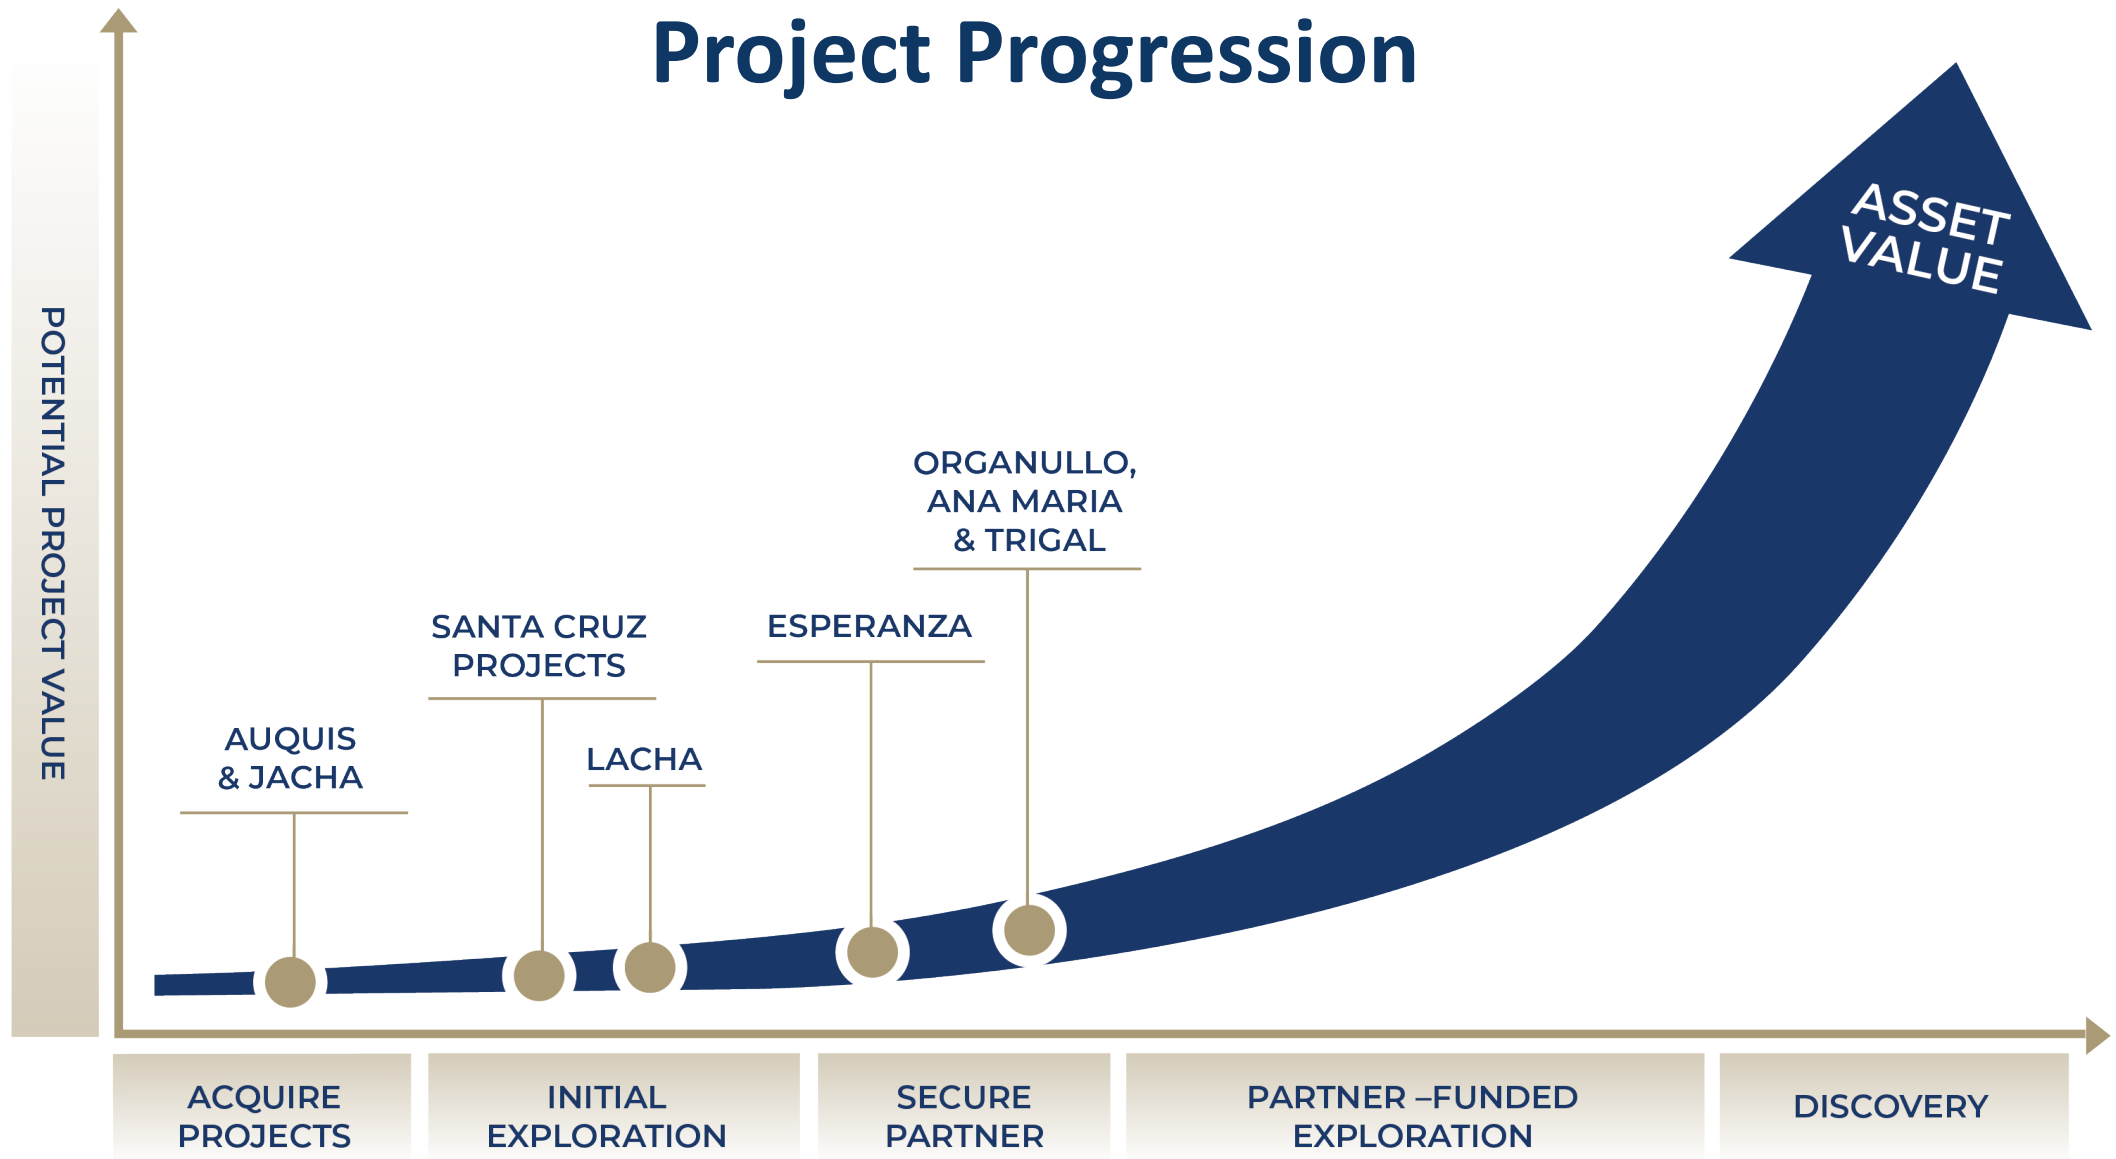 Project Progression
ASSET
VALUE
POTENTIAL PROJECT VALUE
ORGANULLO,
ANA MARIA
& TRIGAL
SANTA CRUZ
PROJECTS
ESPERANZA
AUQUIS
& JACHA
LACHA
ACQUIRE
PROJECTS
INITIAL
EXPLORATION
SECURE
PARTNER
PARTNER –FUNDED
EXPLORATION
DISCOVERY